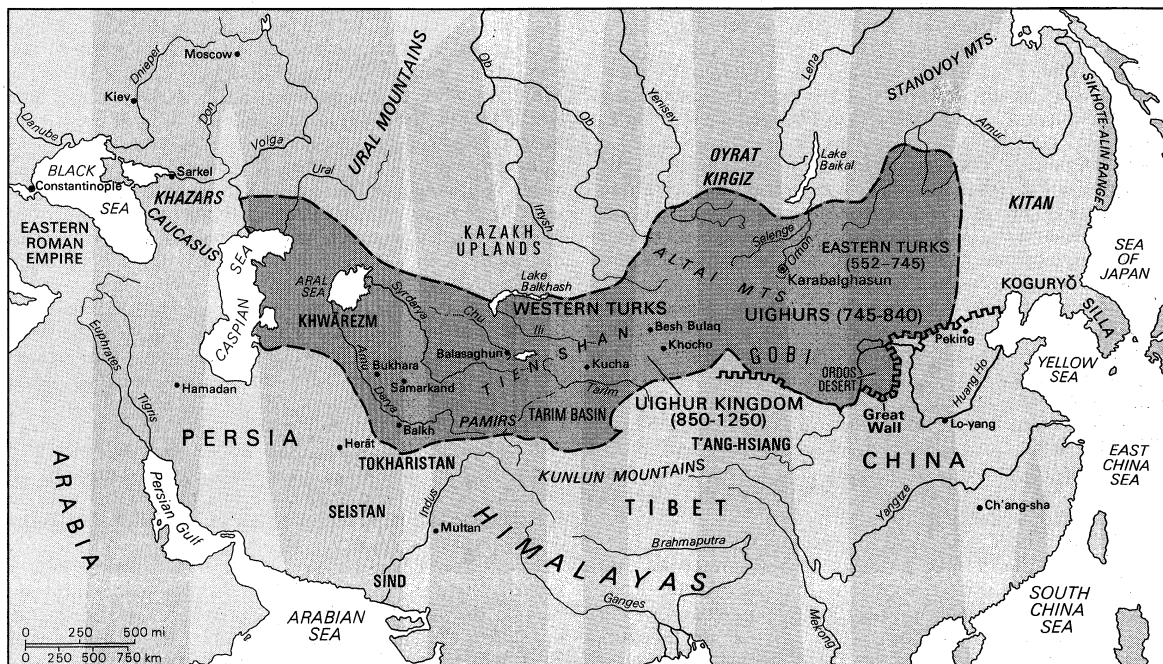 Moscow
Dnieper
Kiev
Don
Danube
Volga
URAL MOUNTAINS
Ural
BLACK
SEA
Constantinople
Sarkel
KHAZARS
CAUCASUS
EASTERN
ROMAN
EMPIRE
CASPIAN
SEA
ARAL
SEA
KHWĀREZM
Syrdarya
Amu
Darya
Ob
Ob
Irtysh
Yenisey
Lena
KAZAKH
UPLANDS
Lake
Balkhash
OYRAT
KIRGIZ
Lake
Baikal
STANOVOY MTS.
Amur
SIKHOTE-ALIN RANGE
KITAN
SEA
OF
JAPAN
ALTAI MTS.
Selenge
Orhon
EASTERN TURKS
(552–745)
Karabalghasun
UIGHURS (745-840)
WESTERN TURKS
Chu
Ili
TIEN SHAN
Balasaghun
Besh Bulaq
Khocho
Kucha
Tarim
GOBI
ORDOS
DESERT
Great
Wall
Peking
KOGURYŎ
SILLA
YELLOW
SEA
Huang Ho
Lo-yang
Bukhara
Samarkand
Balkh
PAMIRS
TARIM BASIN
UIGHUR KINGDOM
(850-1250)
T'ANG-HSIANG
CHINA
Euphrates
Tigris
Hamadan
PERSIA
Herāt
TOKHARISTAN
KUNLUN MOUNTAINS
TIBET
Yangtze
Ch'ang-sha
EAST
CHINA
SEA
ARABIA
Persian Gulf
SEISTAN
Indus
Multan
HIMALAYAS
Brahmaputra
SIND
Ganges
Mekong
ARABIAN
SEA
SOUTH
CHINA
SEA
0 250 500 mi
0 250 500 750 km